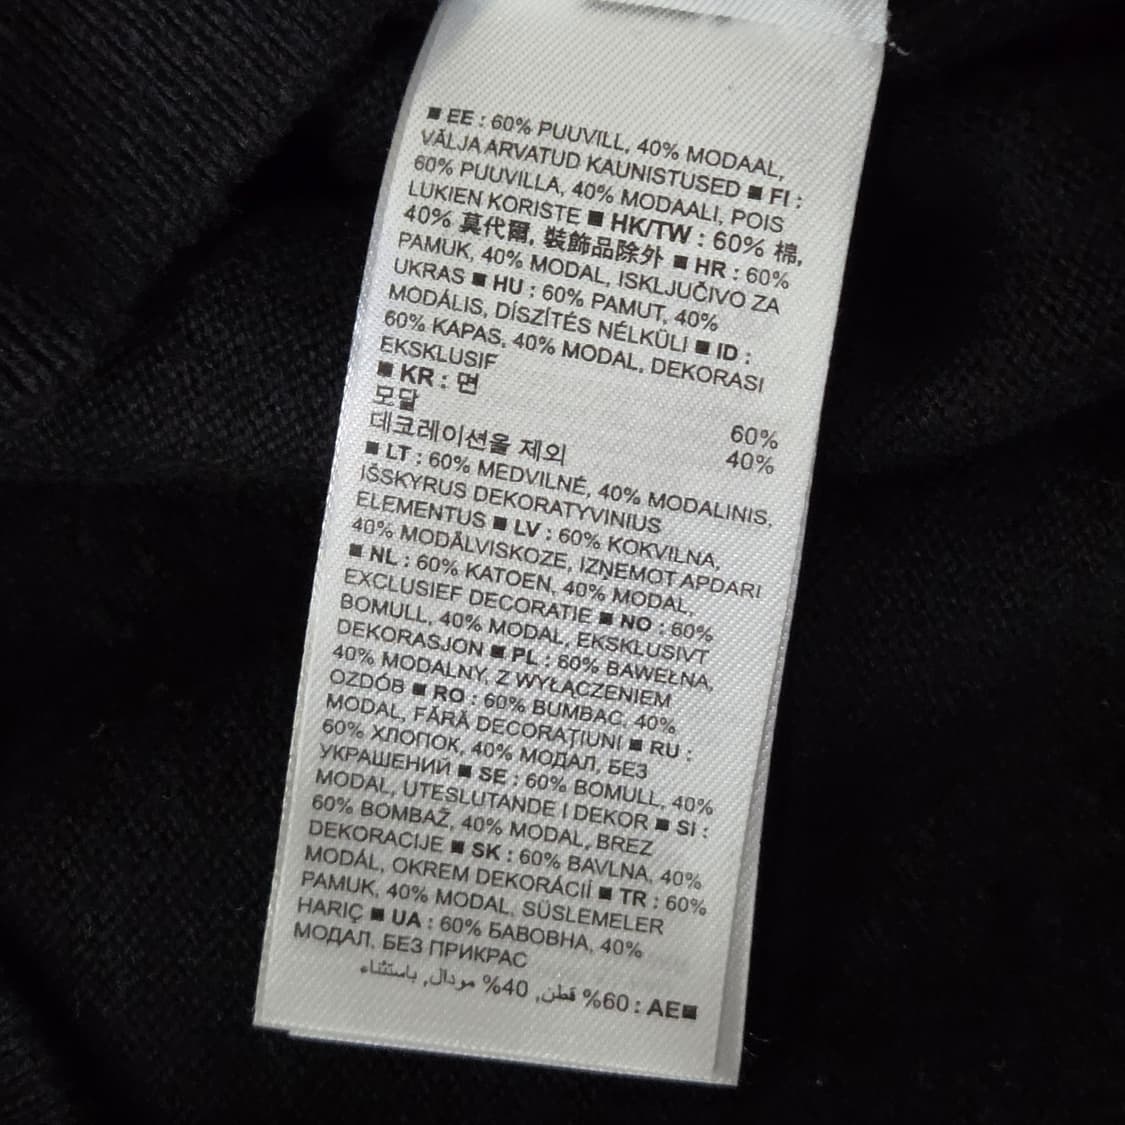 ■ EE : 60% PUUVILL, 40% MODAAL,
VÄLJA ARVATUD KAUNISTUSED ■ FI :
60% PUUVILLA, 40% MODAALI, POIS
LUKIEN KORISTE ■ HK/TW : 60% 棉,
40% 莫代爾, 裝飾品除外 ■ HR : 60%
PAMUK, 40% MODAL, ISKLJUČIVO ZA
UKRAS ■ HU : 60% PAMUT, 40%
MODÁLIS, DÍSZÍTÉS NÉLKÜLI ■ ID :
60% KAPAS, 40% MODAL, DEKORASI
EKSKLUSIF
■ KR : 면 60%
모달 40%
데코레이션을 제외
■ LT : 60% MEDVILNĖ, 40% MODALINIS,
IŠSKYRUS DEKORATYVINIUS
ELEMENTUS ■ LV : 60% KOKVILNA,
40% MODĀLVISKOZE, IZŅEMOT APDARI
■ NL : 60% KATOEN, 40% MODAL,
EXCLUSIEF DECORATIE ■ NO : 60%
BOMULL, 40% MODAL, EKSKLUSIVT
DEKORASJON ■ PL : 60% BAWEŁNA,
40% MODALNY, Z WYŁĄCZENIEM
OZDÓB ■ RO : 60% BUMBAC, 40%
MODAL, FĂRĂ DECORAȚIUNI ■ RU :
60% ХЛОПОК, 40% МОДАЛ, БЕЗ
УКРАШЕНИЙ ■ SE : 60% BOMULL, 40%
MODAL, UTESLUTANDE I DEKOR ■ SI :
60% BOMBAŽ, 40% MODAL, BREZ
DEKORACIJE ■ SK : 60% BAVLNA, 40%
MODÁL, OKREM DEKORÁCIÍ ■ TR : 60%
PAMUK, 40% MODAL, SÜSLEMELER
HARİÇ ■ UA : 60% БАВОВНА, 40%
МОДАЛ, БЕЗ ПРИКРАС
■AE : 60% قطن, 40% مودال, باستثناء